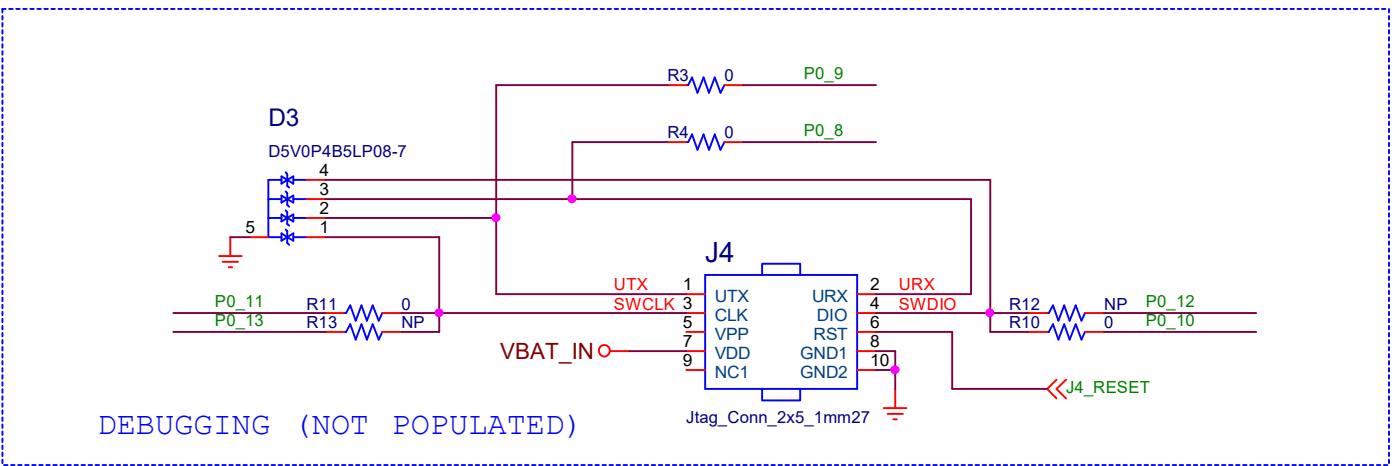 R3 0 P0_9
D3
R4 0 P0_8
D5V0P4B5LP08-7
4
3
2
5 1
J4
UTX 1 UTX URX 2 URX
P0_11 R11 0 SWCLK 3 CLK DIO 4 SWDIO R12 NP P0_12
P0_13 R13 NP 5 VPP RST 6 R10 0 P0_10
VBAT_IN 7 VDD GND1 8
9 NC1 GND2 10
J4_RESET
Jtag_Conn_2x5_1mm27
DEBUGGING (NOT POPULATED)